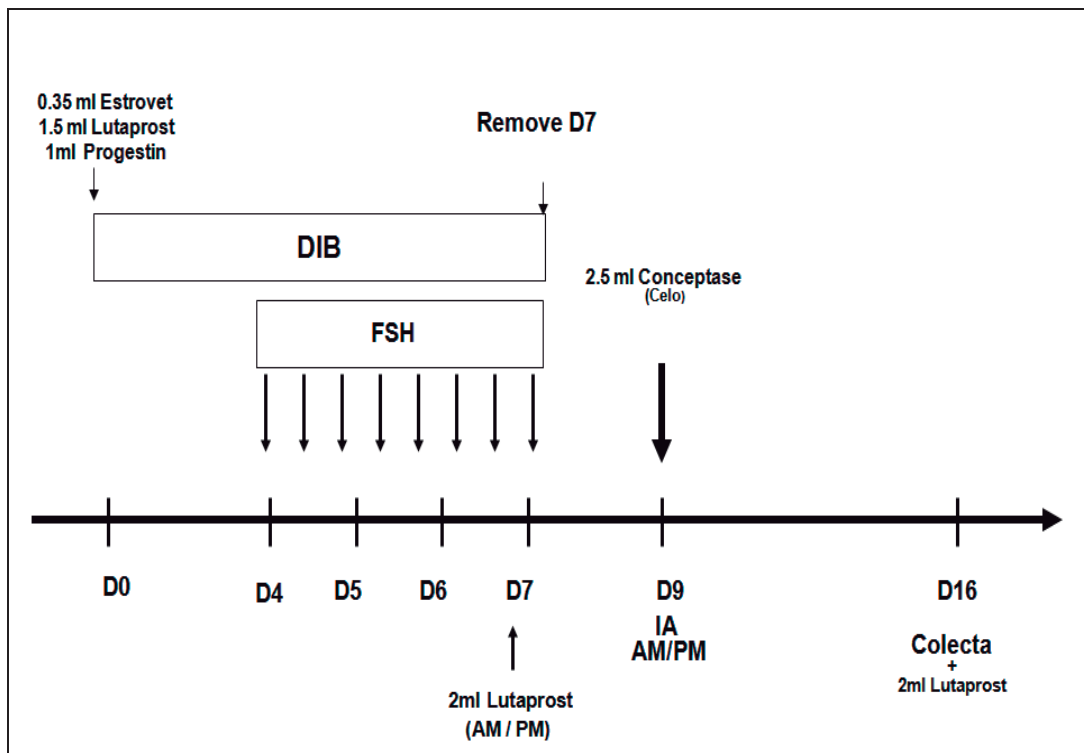 0.35 ml Estrovet
1.5 ml Lutaprost
1ml Progestin
Remove D7
DIB
2.5 ml Conceptase
(Celo)
FSH
D0
D4
D5
D6
D7
D9
D16
IA
AM/PM
Colecta
+
2ml Lutaprost
2ml Lutaprost
(AM / PM)